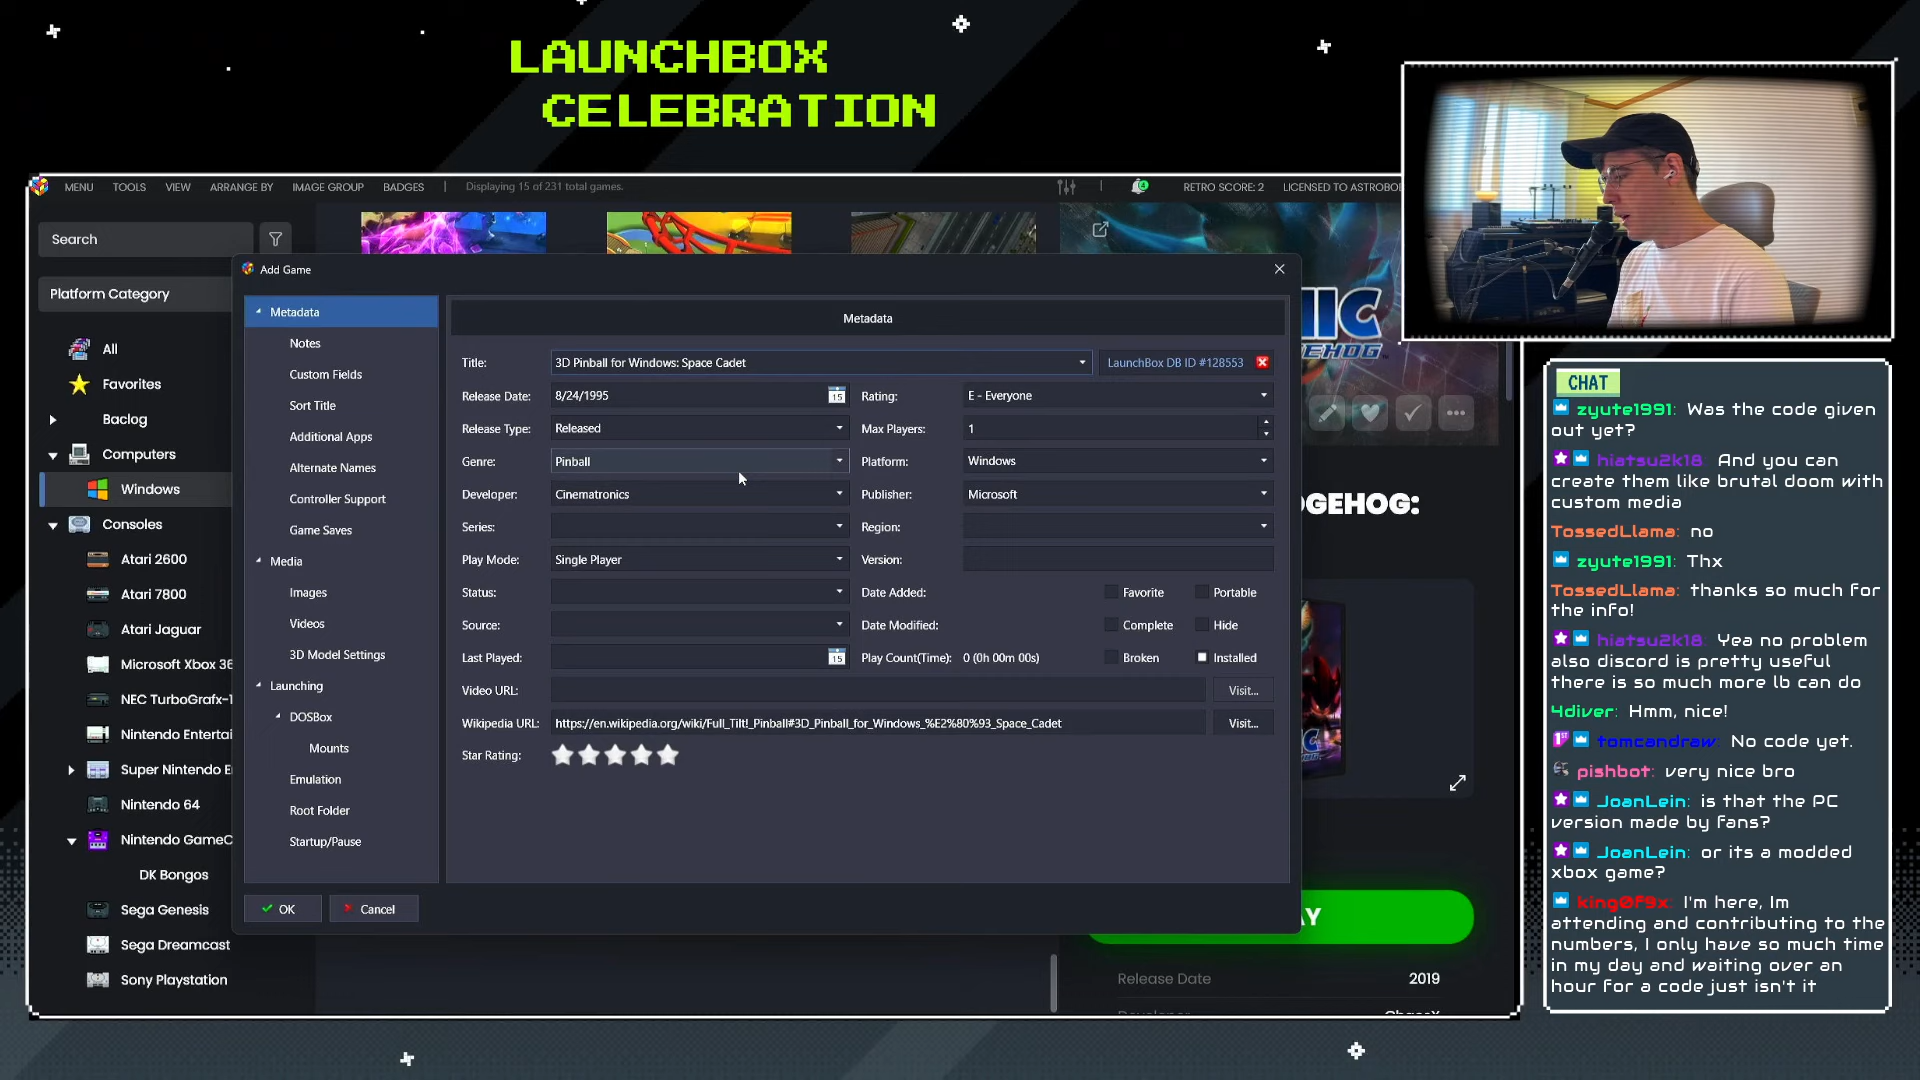 LAUNCHBOX
CELEBRATION
MENU TOOLS VIEW ARRANGE BY IMAGE GROUP BADGES Displaying 15 of 231 total games. 4 RETRO SCORE: 2 LICENSED TO ASTROBO
Search
Platform Category
All
Favorites
Baclog
Computers
Windows
Consoles
Atari 2600
Atari 7800
Atari Jaguar
Microsoft Xbox 36
NEC TurboGrafx-1
Nintendo Entertai
Super Nintendo E
Nintendo 64
Nintendo GameC
DK Bongos
Sega Genesis
Sega Dreamcast
Sony Playstation
Add Game
Metadata
Notes
Custom Fields
Sort Title
Additional Apps
Alternate Names
Controller Support
Game Saves
Media
Images
Videos
3D Model Settings
Launching
DOSBox
Mounts
Emulation
Root Folder
Startup/Pause
OK Cancel
Metadata
Title: 3D Pinball for Windows: Space Cadet LaunchBox DB ID #128553
Release Date: 8/24/1995 15 Rating: E - Everyone
Release Type: Released Max Players: 1
Genre: Pinball Platform: Windows
Developer: Cinematronics Publisher: Microsoft
Series: Region:
Play Mode: Single Player Version:
Status: Date Added: Favorite Portable
Source: Date Modified: Complete Hide
Last Played: 15 Play Count(Time): 0 (0h 00m 00s) Broken Installed
Video URL: Visit...
Wikipedia URL: https://en.wikipedia.org/wiki/Full_Tilt!_Pinball#3D_Pinball_for_Windows_%E2%80%93_Space_Cadet Visit...
Star Rating:
NIC
GEHOG
DGEHOG:
AY
Release Date 2019
CHAT
zyute1991: Was the code given
out yet?
hiatsu2k18: And you can
create them like brutal doom with
custom media
TossedLlama: no
zyute1991: Thx
TossedLlama: thanks so much for
the info!
hiatsu2k18: Yea no problem
also discord is pretty useful
there is so much more lb can do
4diver: Hmm, nice!
1ST tomcandraw: No code yet.
pishbot: very nice bro
JoanLein: is that the PC
version made by fans?
JoanLein: or its a modded
xbox game?
king0f9x: I'm here, Im
attending and contributing to the
numbers, I only have so much time
in my day and waiting over an
hour for a code just isn't it